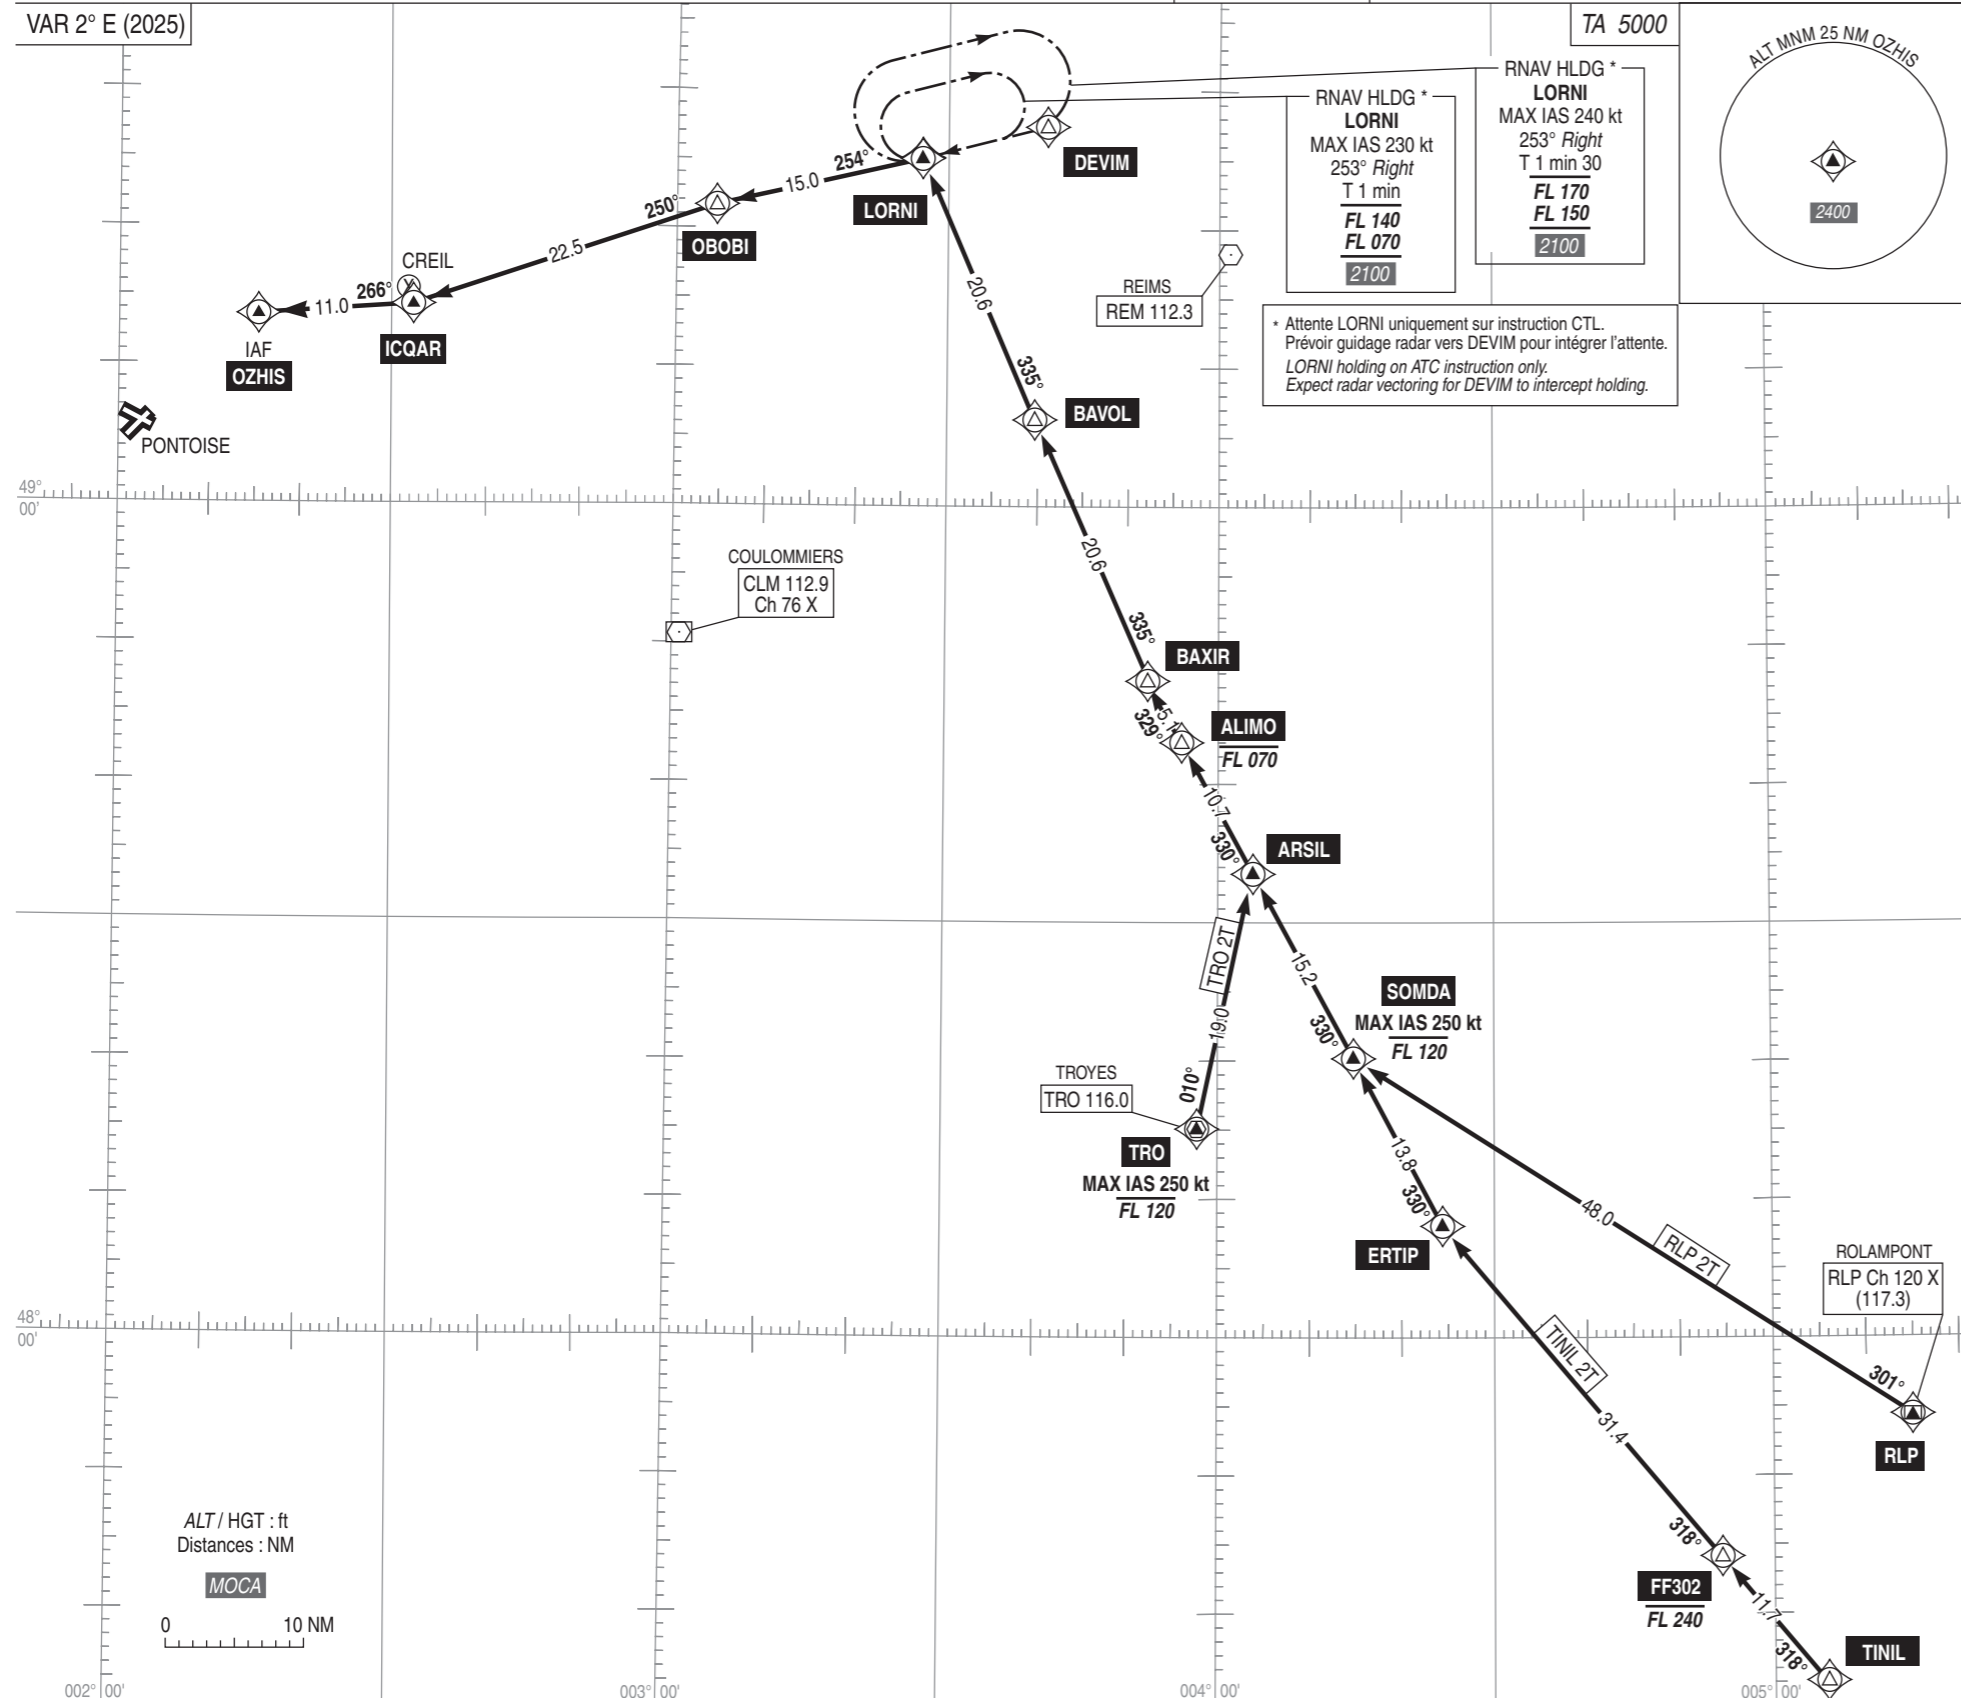 VAR 2° E (2025)
TA 5000
ALT MNM 25 NM OZHIS
2400
RNAV HLDG *
LORNI
MAX IAS 240 kt
253° Right
T 1 min 30
FL 170
FL 150
2100
RNAV HLDG *
LORNI
MAX IAS 230 kt
253° Right
T 1 min
FL 140
FL 070
2100
* Attente LORNI uniquement sur instruction CTL.
Prévoir guidage radar vers DEVIM pour intégrer l'attente.
LORNI holding on ATC instruction only.
Expect radar vectoring for DEVIM to intercept holding.
DEVIM
LORNI
254°
15.0
OBOBI
250°
22.5
CREIL
ICQAR
266°
11.0
IAF
OZHIS
PONTOISE
REIMS
REM 112.3
20.6
335°
BAVOL
49°
00'
20.6
335°
COULOMMIERS
CLM 112.9
Ch 76 X
BAXIR
5.1
329°
ALIMO
FL 070
10.7
330°
ARSIL
TRO 2T
19.0
010°
15.2
330°
SOMDA
MAX IAS 250 kt
FL 120
TROYES
TRO 116.0
TRO
MAX IAS 250 kt
FL 120
13.8
330°
ERTIP
48.0
RLP 2T
301°
ROLAMPONT
RLP Ch 120 X
(117.3)
RLP
48°
00'
TINIL 2T
31.4
318°
FF302
FL 240
11.7
318°
TINIL
ALT / HGT : ft
Distances : NM
MOCA
0 10 NM
002° 00'
003° 00'
004° 00'
005° 00'